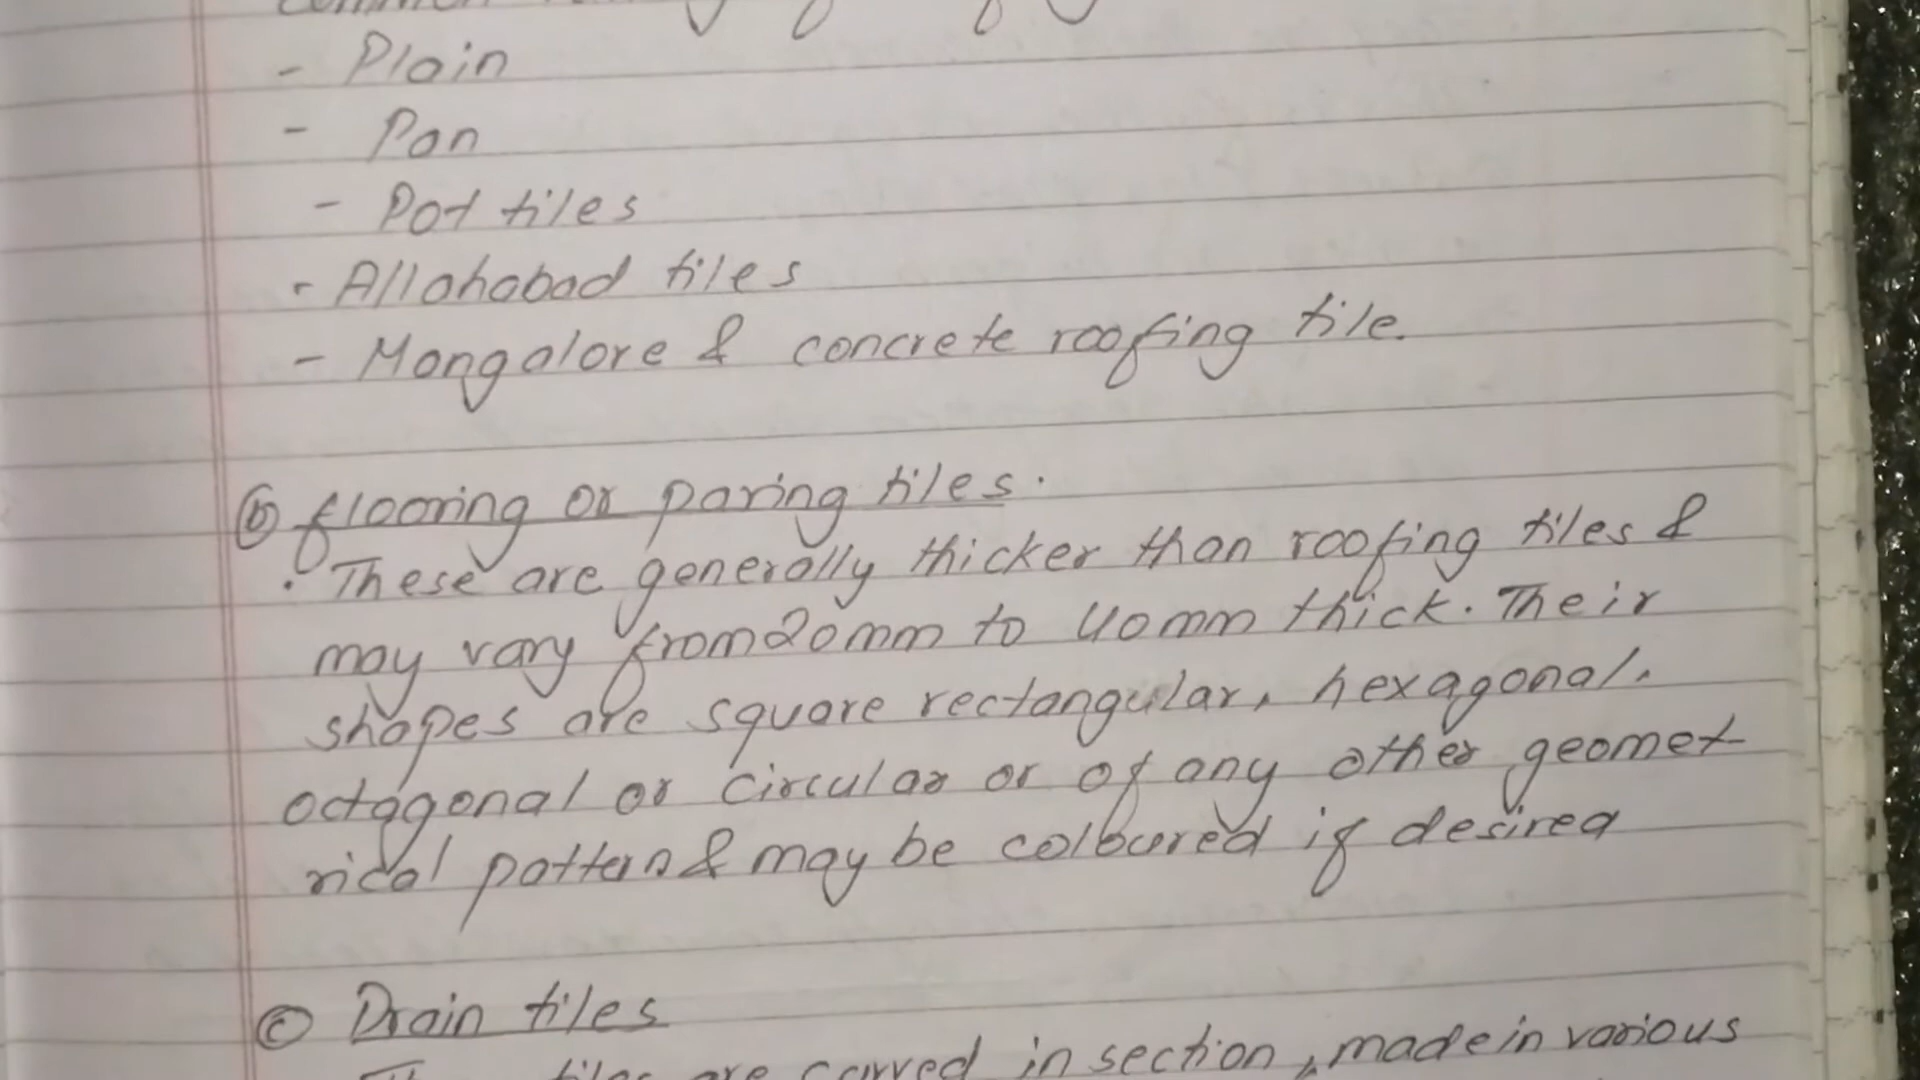 - Plain
- Pan
- Pot tiles
- Allahabad tiles
- Mangalore & concrete roofing tile.
ⓑ flooring or paving tiles.
. These are generally thicker than roofing tiles &
may vary from 20mm to 40mm thick. Their
shapes are square rectangular, hexagonal,
octagonal or circular or of any other geomet
rical pattern & may be coloured if desired
ⓒ Drain tiles
tiles are curved in section, made in various